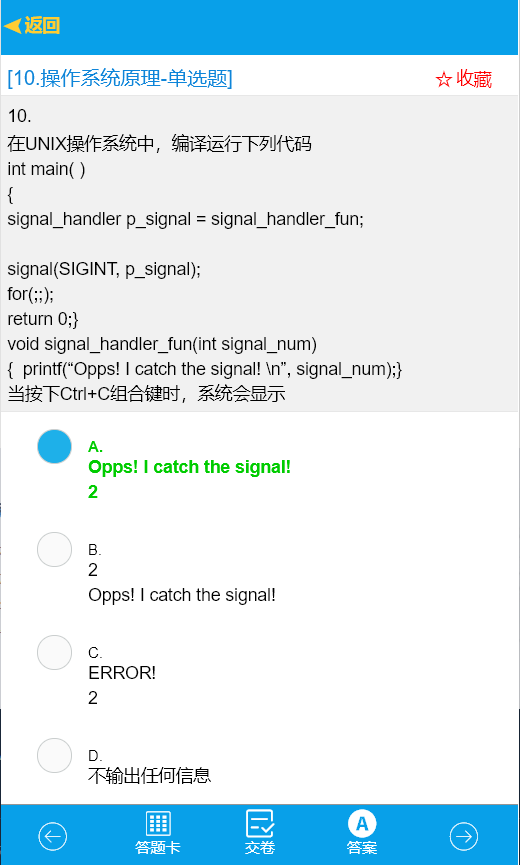 返回
[10.操作系统原理-单选题] ☆ 收藏
10.
在UNIX操作系统中，编译运行下列代码
int main( )
{
signal_handler p_signal = signal_handler_fun;
signal(SIGINT, p_signal);
for(;;);
return 0;}
void signal_handler_fun(int signal_num)
{  printf(“Opps! I catch the signal! \n”, signal_num);}
当按下Ctrl+C组合键时，系统会显示
A.
Opps! I catch the signal!
2
B.
2
Opps! I catch the signal!
C.
ERROR!
2
D.
不输出任何信息
答题卡 交卷 A 答案